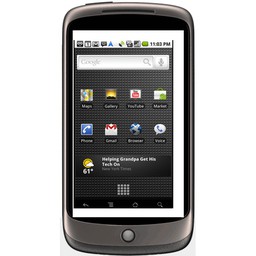 11:03 PM
Google
Maps Gallery YouTube Market
Phone Gmail Browser Voice
Helping Grandpa Get His
Tech On
61° New York Times